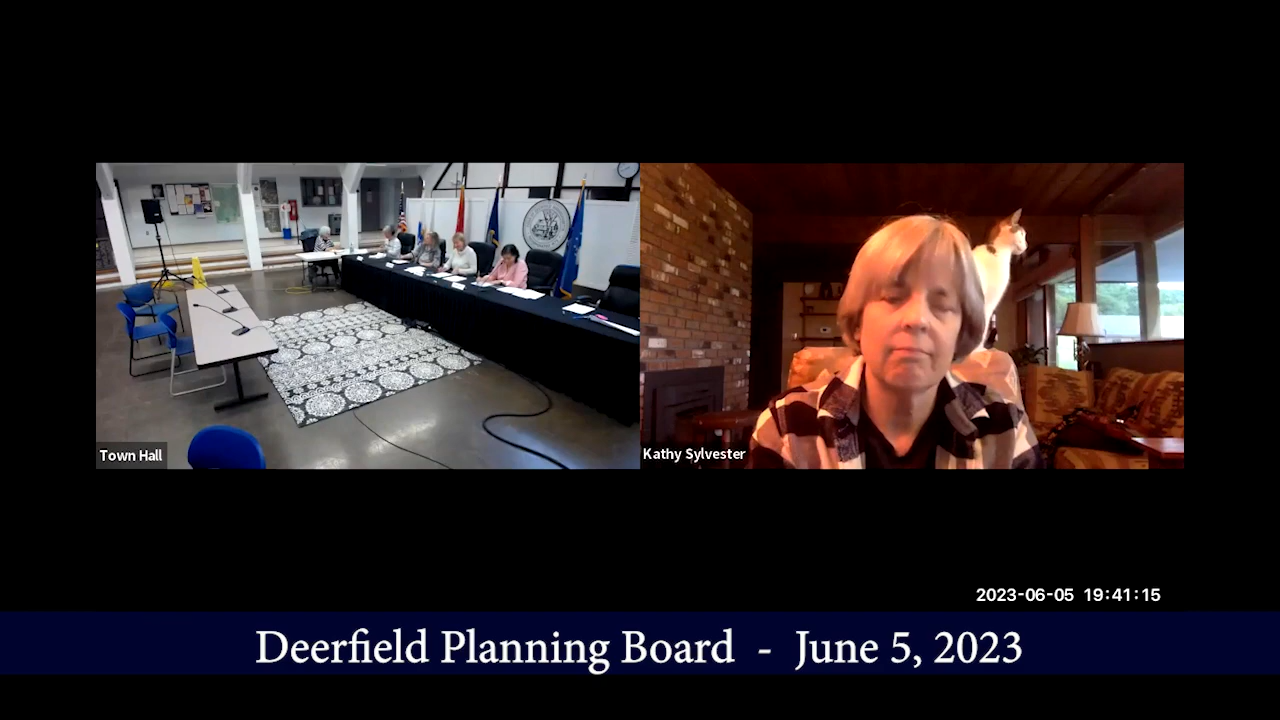 Town Hall
Kathy Sylvester
2023-06-05 19:41:15
Deerfield Planning Board - June 5, 2023